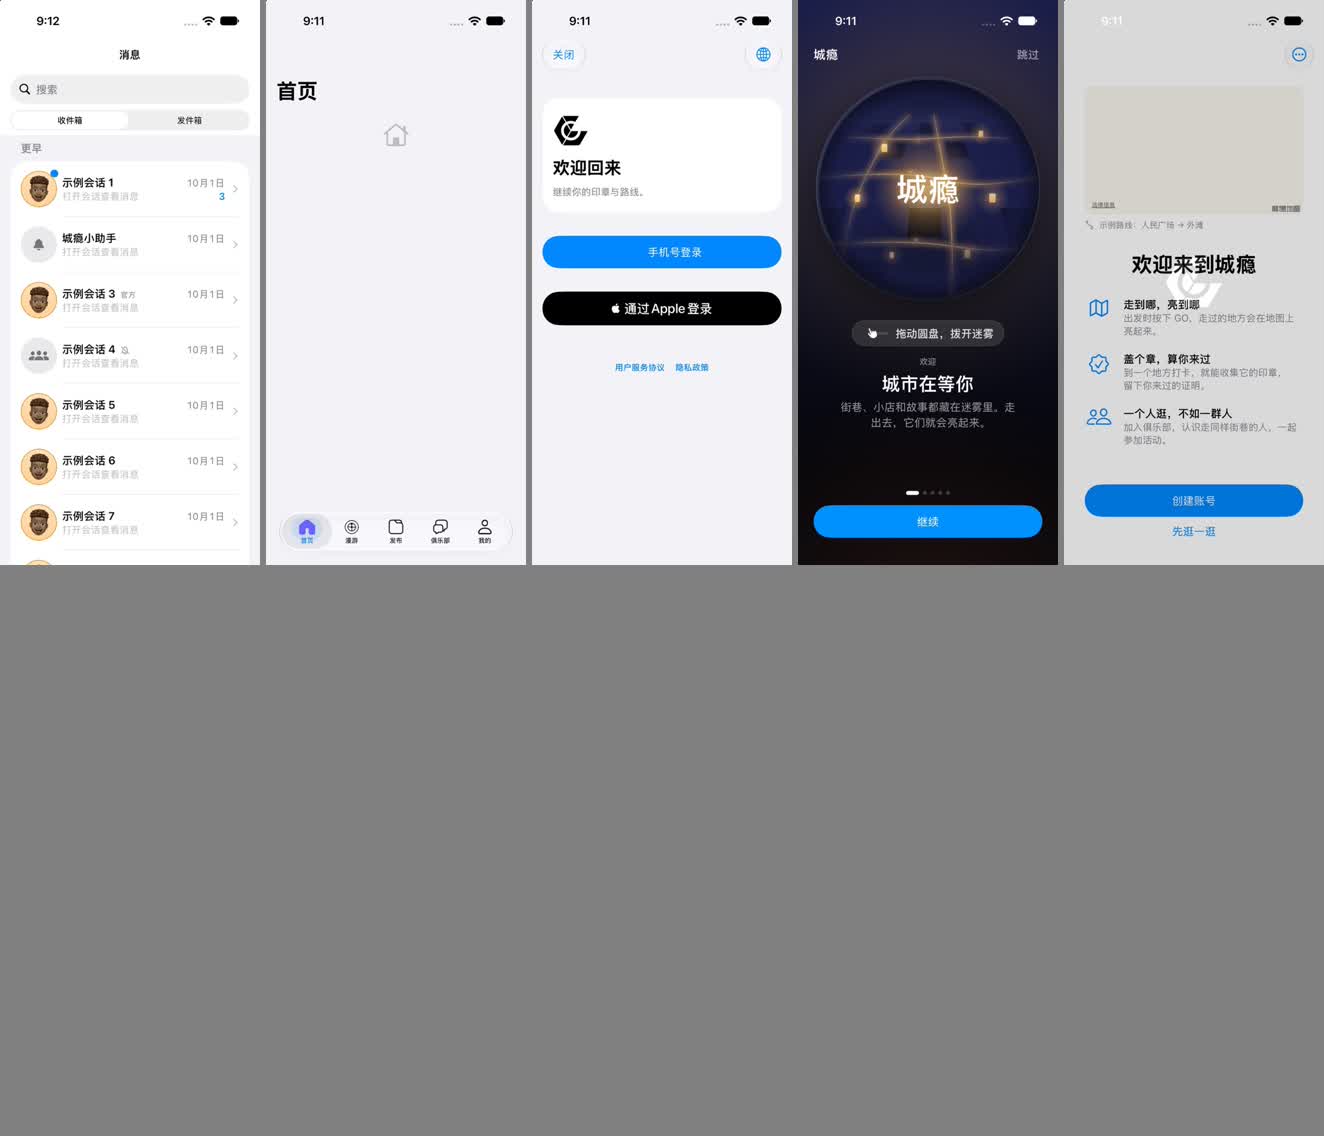 9:12
消息
搜索
收件箱
发件箱
更早
示例会话 1
10月1日
打开会话查看消息
3
城瘾小助手
10月1日
打开会话查看消息
示例会话 3 官方
10月1日
打开会话查看消息
示例会话 4
10月1日
打开会话查看消息
示例会话 5
10月1日
打开会话查看消息
示例会话 6
10月1日
打开会话查看消息
示例会话 7
10月1日
打开会话查看消息
9:11
首页
首页
漫游
发布
俱乐部
我的
9:11
关闭
欢迎回来
继续你的印章与路线。
手机号登录
通过Apple登录
用户服务协议
隐私政策
9:11
城瘾
跳过
城瘾
拖动圆盘，拨开迷雾
欢迎
城市在等你
街巷、小店和故事都藏在迷雾里。走
出去，它们就会亮起来。
继续
9:11
示例路线：人民广场 → 外滩
欢迎来到城瘾
走到哪，亮到哪
出发时按下 GO，走过的地方会在地图上
亮起来。
盖个章，算你来过
到一个地方打卡，就能收集它的印章，
留下你来过的证明。
一个人逛，不如一群人
加入俱乐部，认识走同样街巷的人，一起
参加活动。
创建账号
先逛一逛